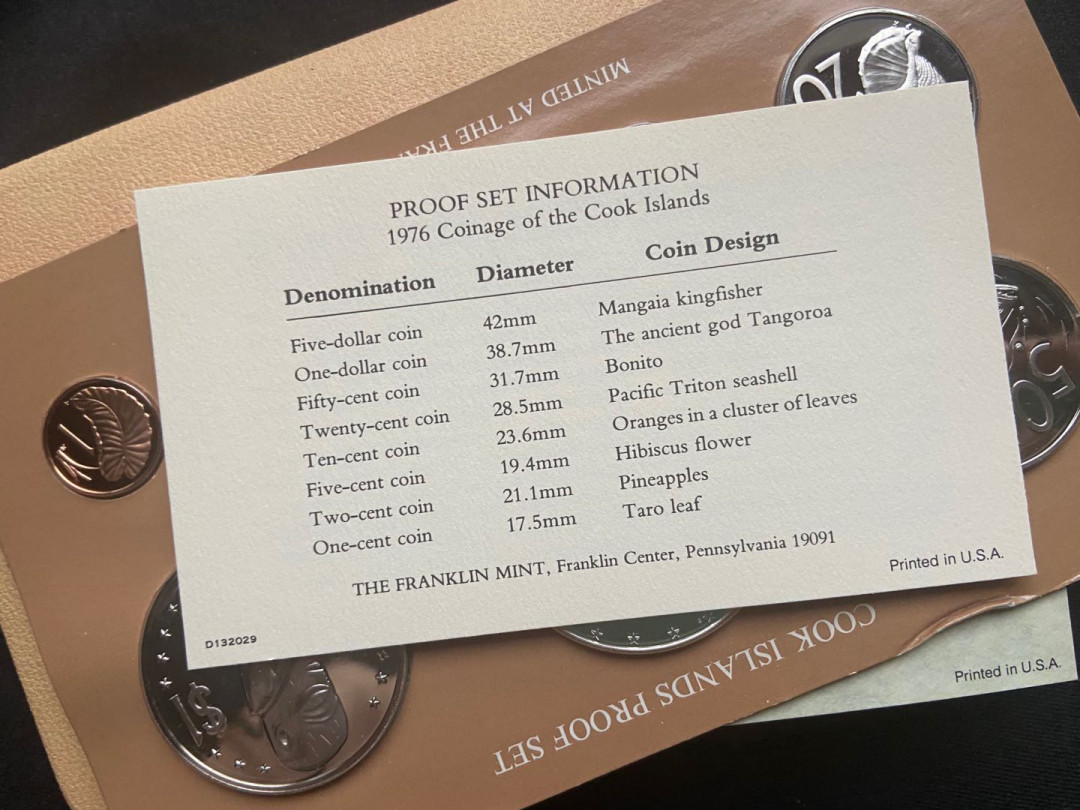 MINTED AT THE
PROOF SET INFORMATION
1976 Coinage of the Cook Islands
Denomination Diameter Coin Design
Five-dollar coin 42mm Mangaia kingfisher
One-dollar coin 38.7mm The ancient god Tangoroa
Fifty-cent coin 31.7mm Bonito
Twenty-cent coin 28.5mm Pacific Triton seashell
Ten-cent coin 23.6mm Oranges in a cluster of leaves
Five-cent coin 19.4mm Hibiscus flower
Two-cent coin 21.1mm Pineapples
One-cent coin 17.5mm Taro leaf
THE FRANKLIN MINT, Franklin Center, Pennsylvania 19091
Printed in U.S.A.
D132029
COOK ISLANDS PROOF SET
Printed in U.S.A.
20
50
1
$1